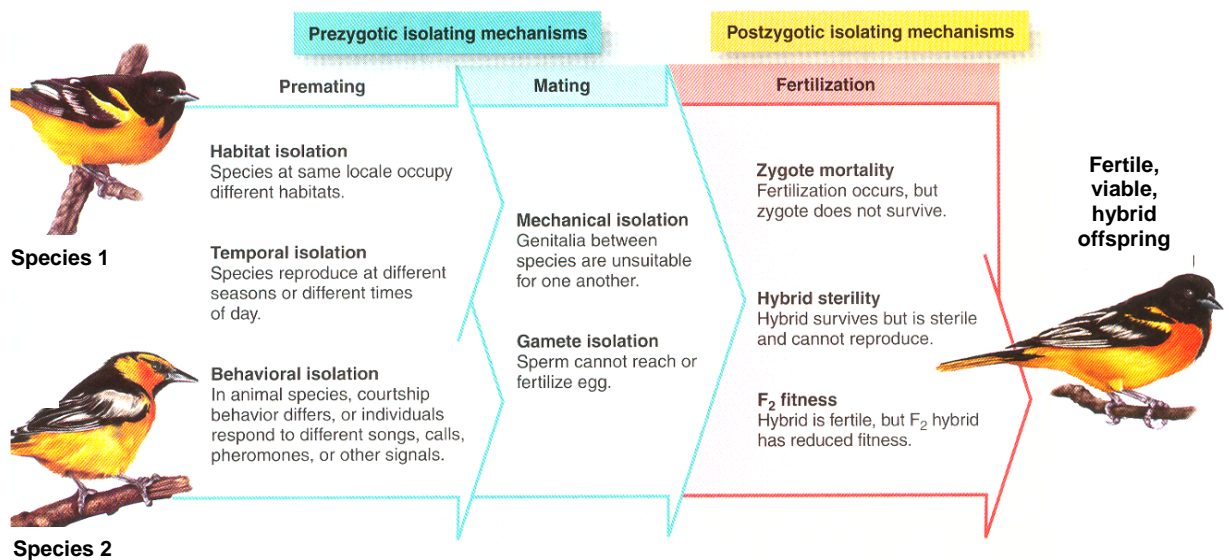 Prezygotic isolating mechanisms
Postzygotic isolating mechanisms
Premating
Mating
Fertilization
Habitat isolation
Species at same locale occupy
different habitats.
Temporal isolation
Species reproduce at different
seasons or different times
of day.
Behavioral isolation
In animal species, courtship
behavior differs, or individuals
respond to different songs, calls,
pheromones, or other signals.
Mechanical isolation
Genitalia between
species are unsuitable
for one another.
Gamete isolation
Sperm cannot reach or
fertilize egg.
Zygote mortality
Fertilization occurs, but
zygote does not survive.
Hybrid sterility
Hybrid survives but is sterile
and cannot reproduce.
F₂ fitness
Hybrid is fertile, but F₂ hybrid
has reduced fitness.
Species 1
Species 2
Fertile,
viable,
hybrid
offspring